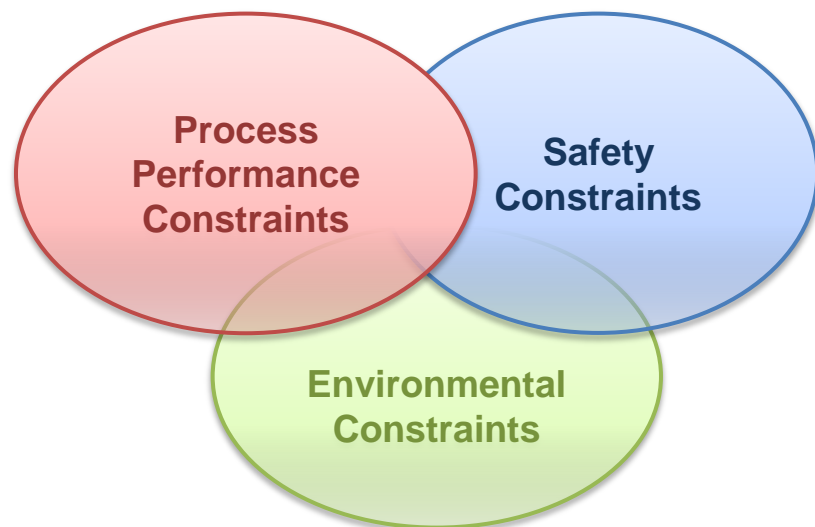 Process
Performance
Constraints
Safety
Constraints
Environmental
Constraints